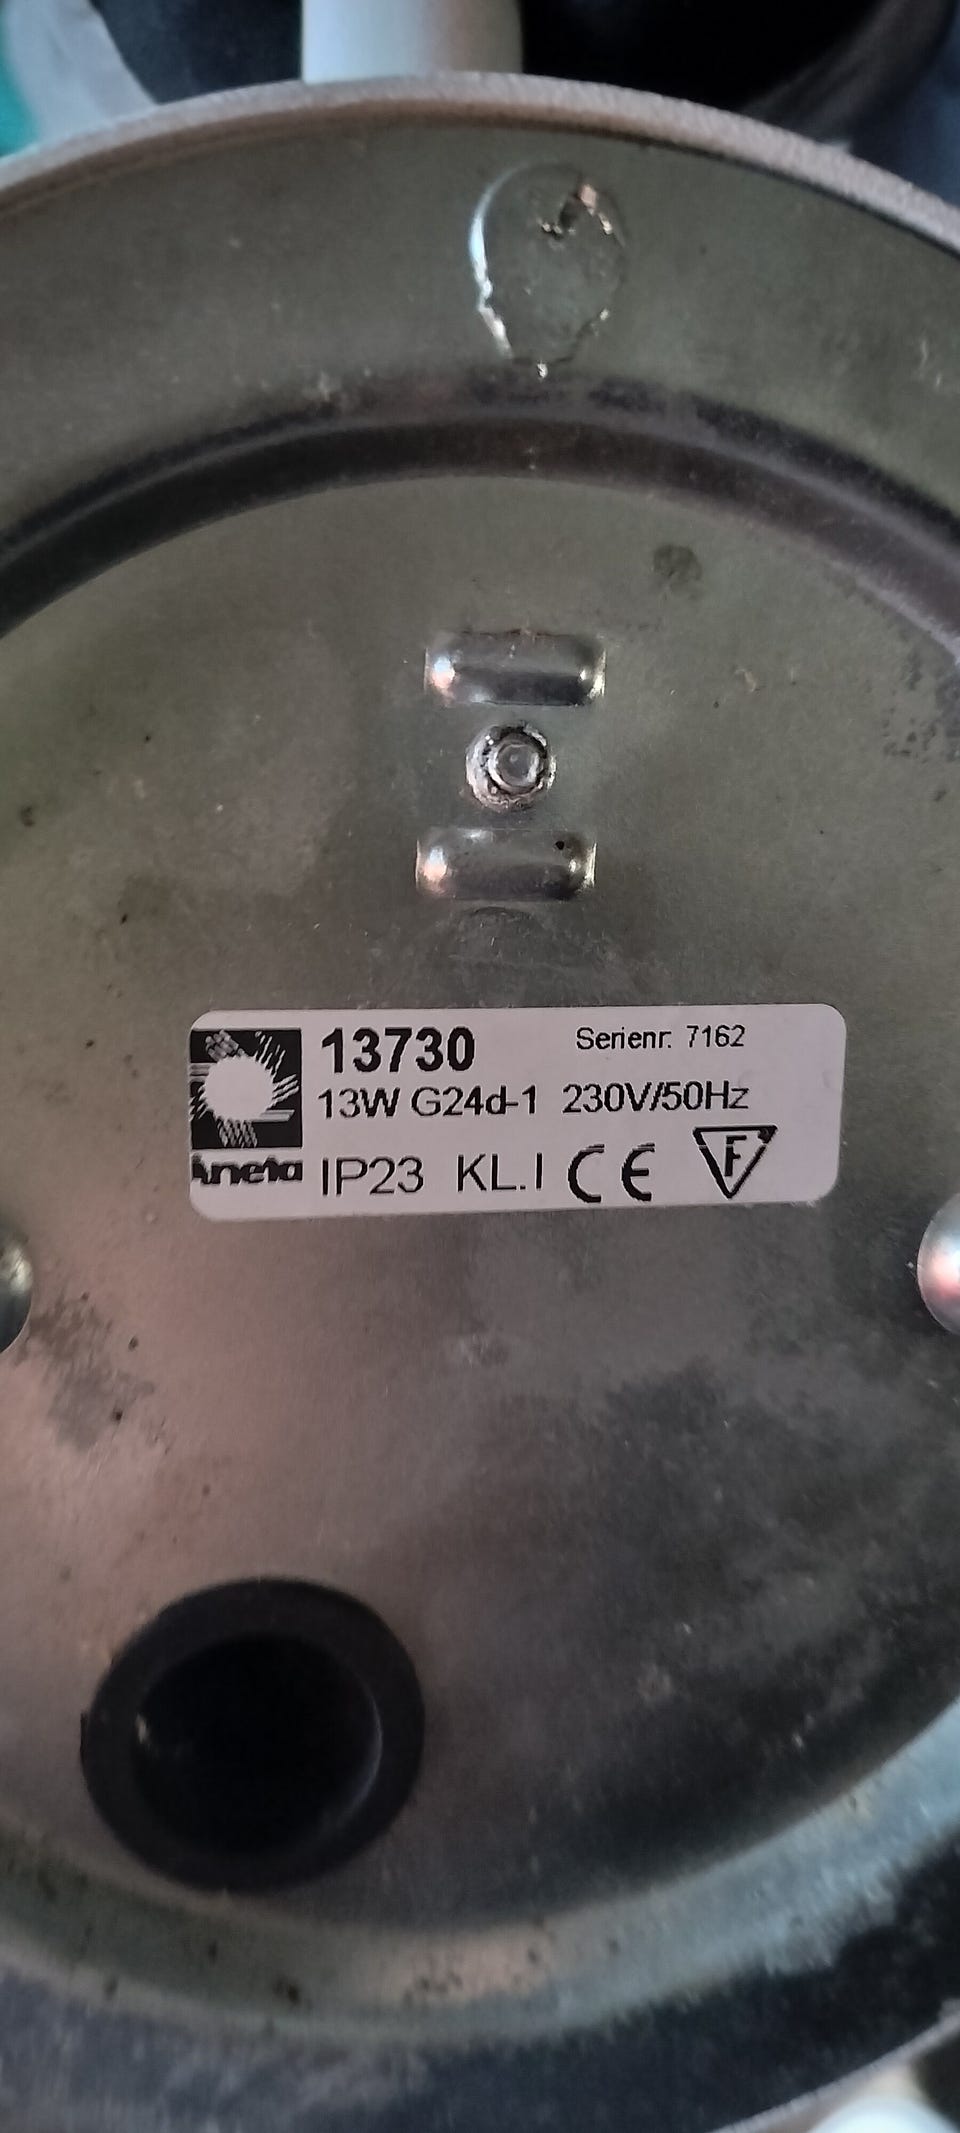 13730 Serienr: 7162
13W G24d-1 230V/50Hz
Aneta IP23 KL.I CE F